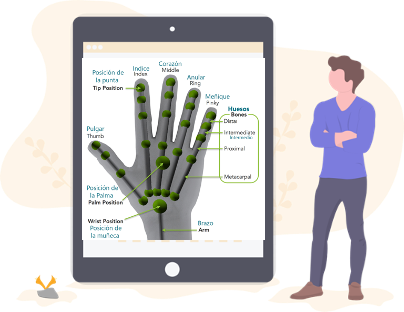 Corazón
Middle
Indice
Index
Anular
Ring
Posición de
la punta
Tip Position
Meñique
Pinky
Huesos
Bones
Distal
Intermediate
Intermedio
Proximal
Metacarpal
Pulgar
Thumb
Posición de
la Palma
Palm Position
Wrist Position
Posición de
la muñeca
Brazo
Arm